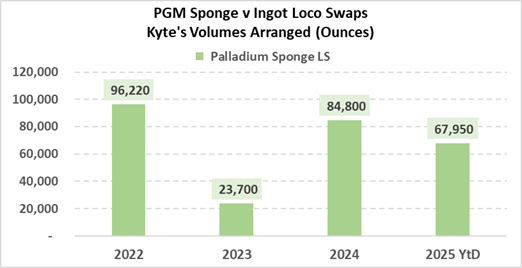 PGM Sponge v Ingot Loco Swaps
Kyte's Volumes Arranged (Ounces)
Palladium Sponge LS
120,000
100,000
80,000
60,000
40,000
20,000
-
96,220
23,700
84,800
67,950
2022 2023 2024 2025 YtD